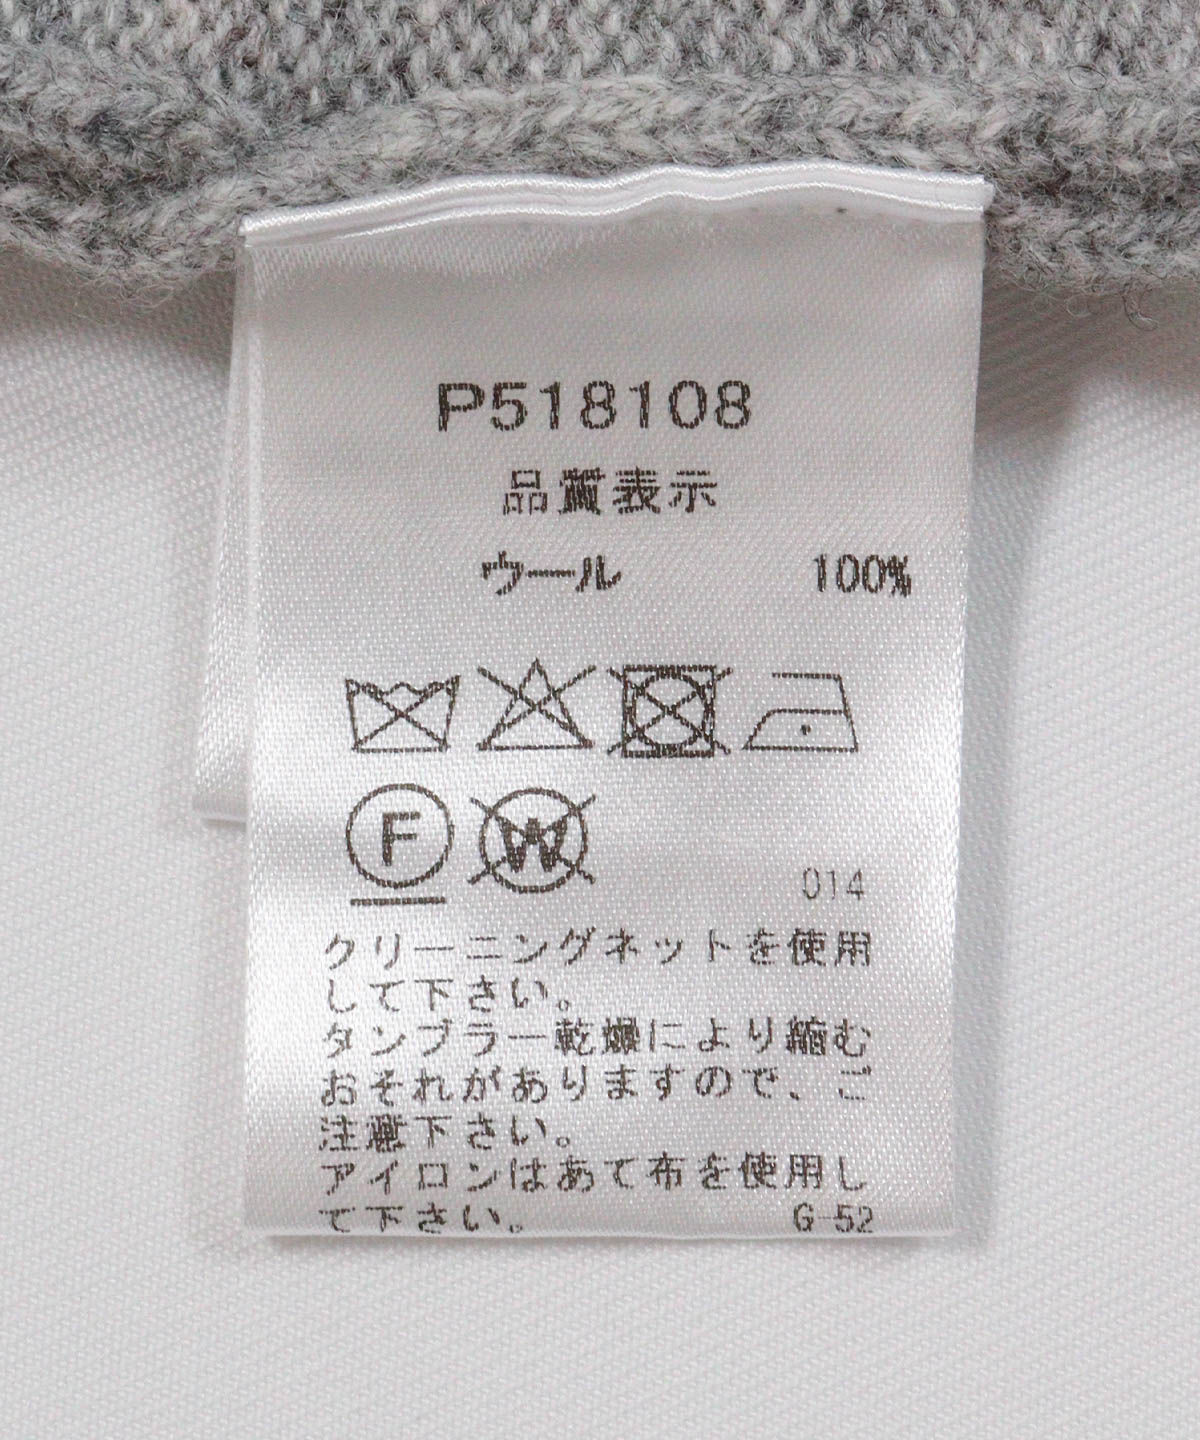 P518108
品質表示
ウール 100%
F W
014
クリーニングネットを使用
して下さい。
タンブラー乾燥により縮む
おそれがありますので、ご
注意下さい。
アイロンはあて布を使用し
て下さい。 G-52